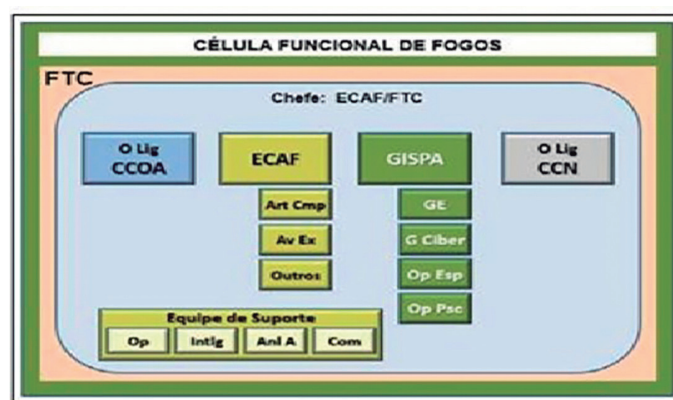 CÉLULA FUNCIONAL DE FOGOS
FTC
Chefe: ECAF/FTC
O Lig
CCOA
ECAF
GISPA
O Lig
CCN
Art Cmp
GE
Av Ex
G Ciber
Outros
Op Esp
Op Psc
Equipe de Suporte
Op
Intlg
Anl A
Com